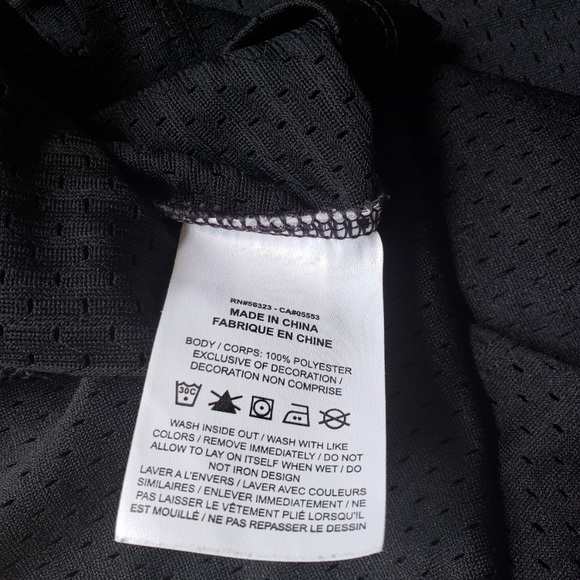 RN#56323 - CA#05553
MADE IN CHINA
FABRIQUE EN CHINE
BODY / CORPS: 100% POLYESTER
EXCLUSIVE OF DECORATION /
DECORATION NON COMPRISE
30C
WASH INSIDE OUT / WASH WITH LIKE
COLORS / REMOVE IMMEDIATELY / DO NOT
ALLOW TO LAY ON ITSELF WHEN WET / DO
NOT IRON DESIGN
LAVER A L'ENVERS / LAVER AVEC COULEURS
SIMILAIRES / ENLEVER IMMEDIATEMENT / NE
PAS LAISSER LE VÊTEMENT PLIÉ LORSQU'IL
EST MOUILLÉ / NE PAS REPASSER LE DESSIN